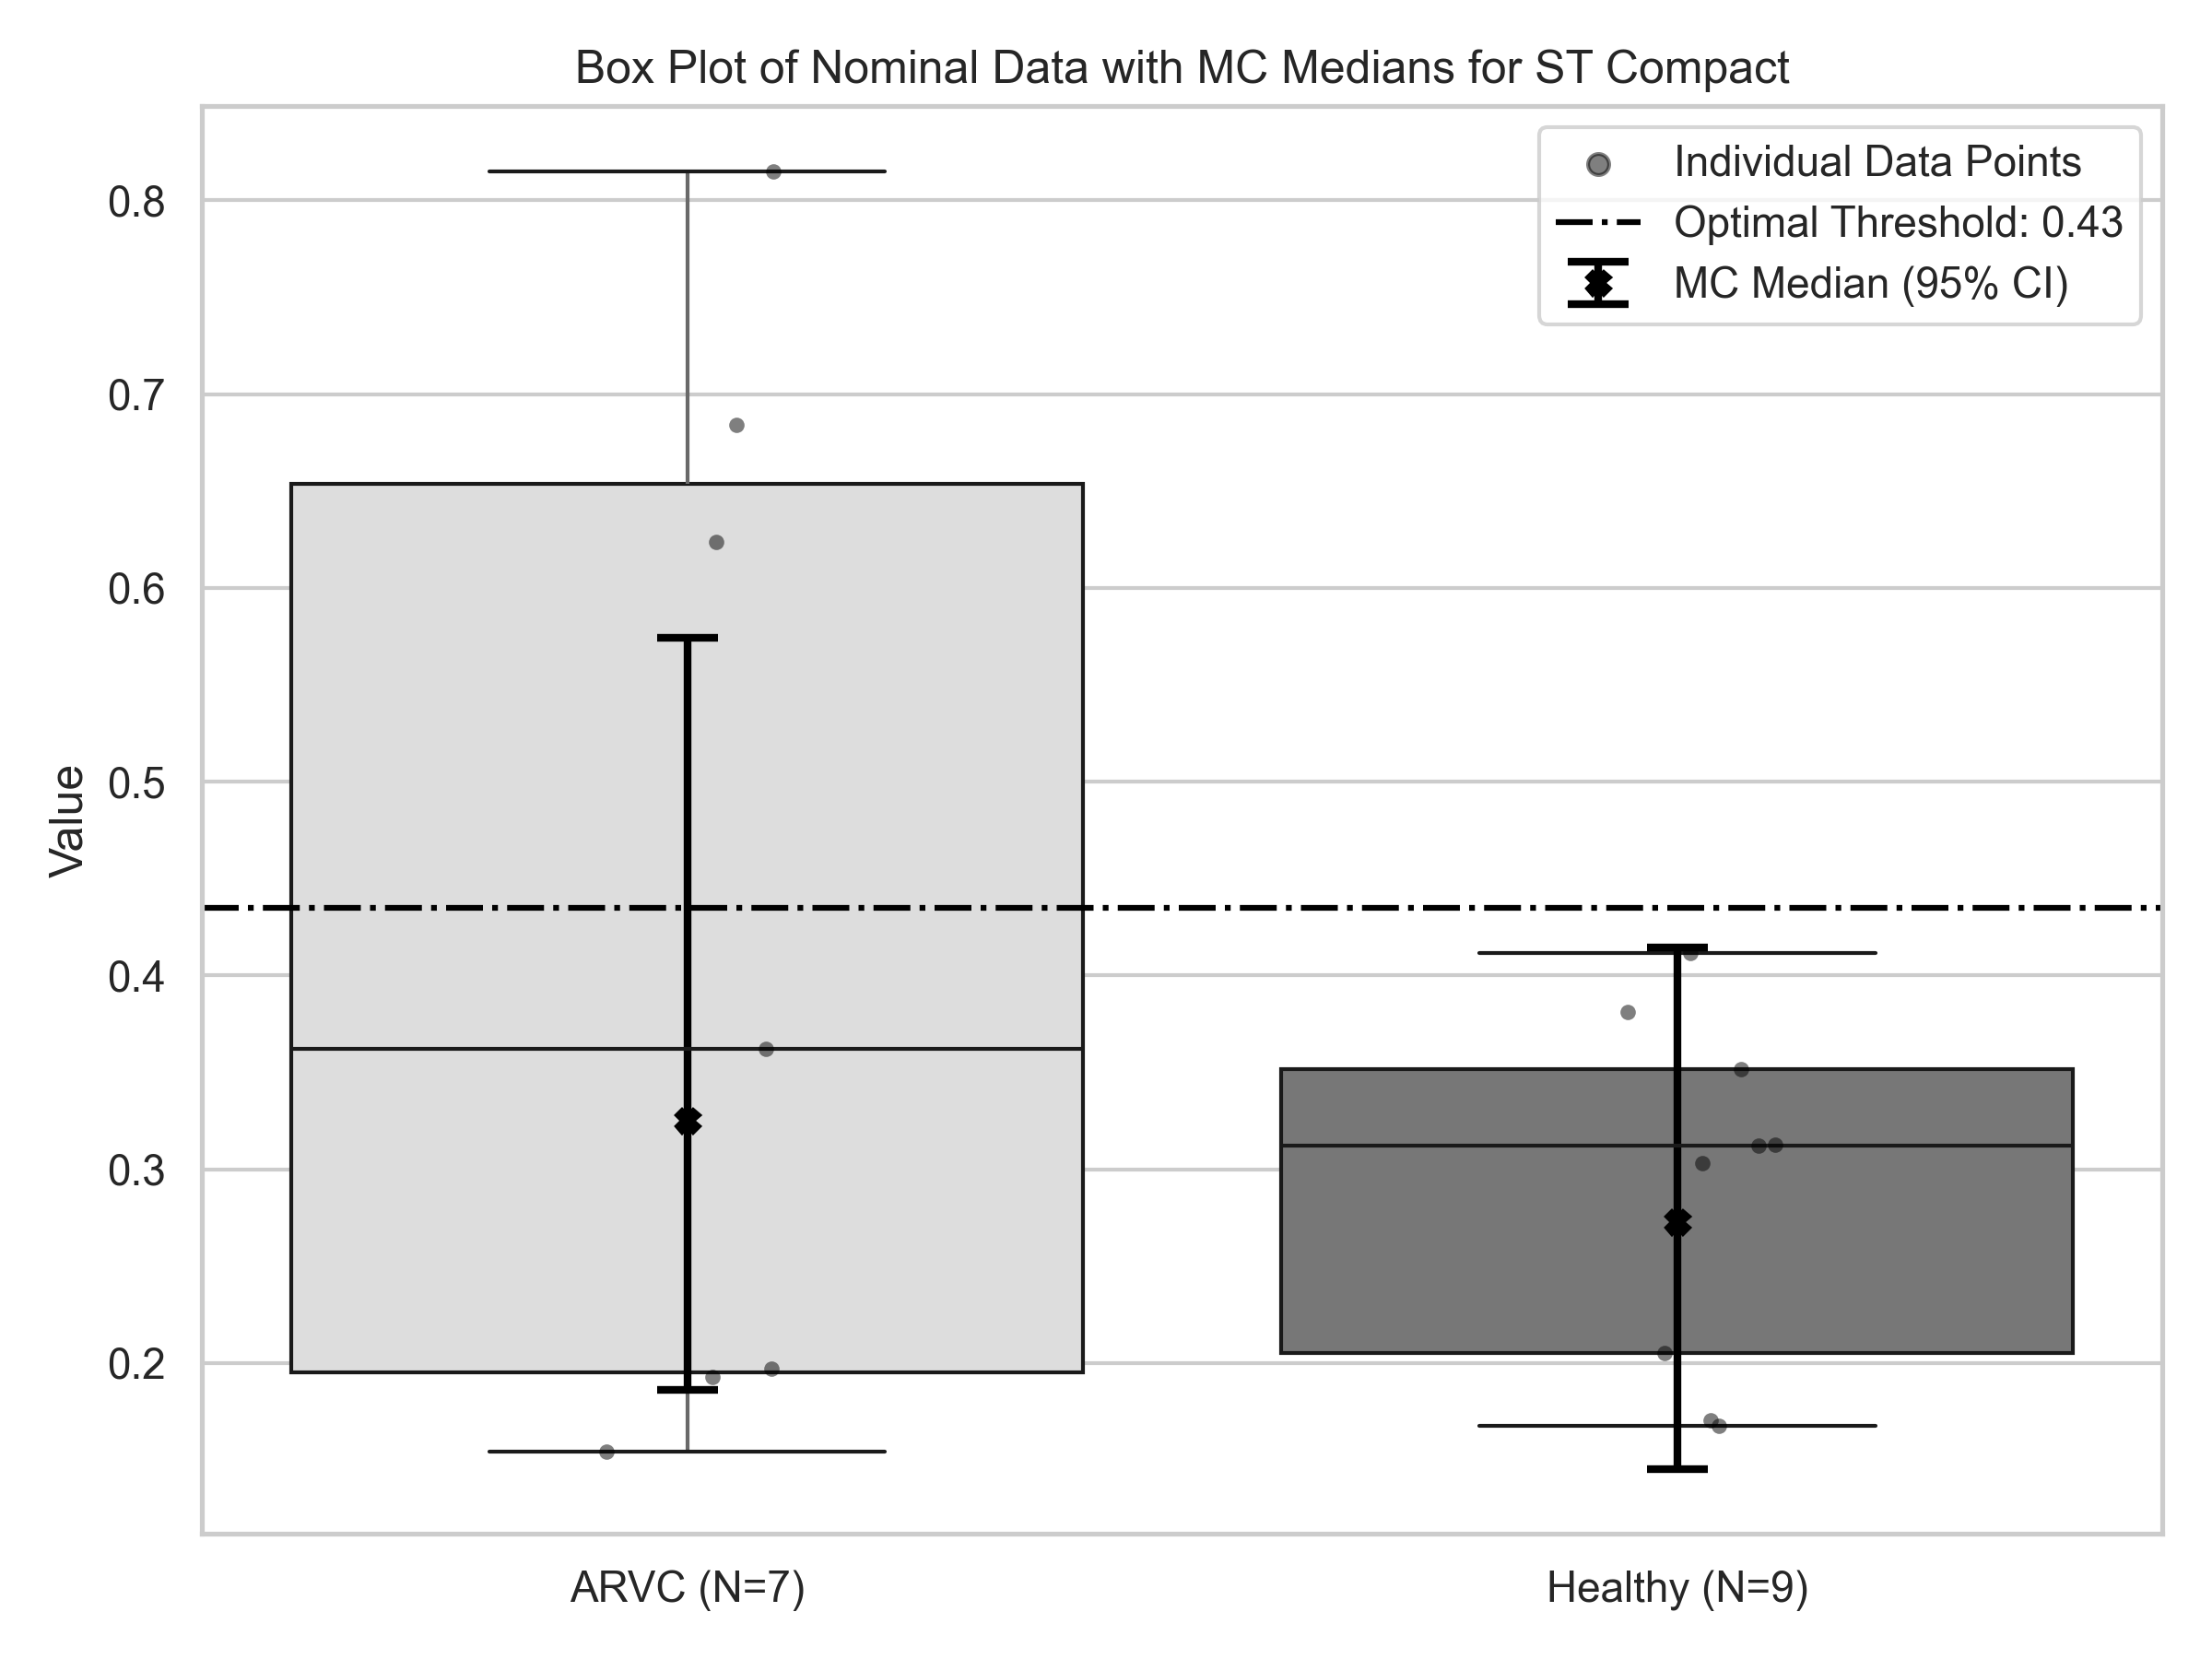 Box Plot of Nominal Data with MC Medians for ST Compact
Individual Data Points
Optimal Threshold: 0.43
MC Median (95% CI)
0.8
0.7
0.6
0.5
0.4
0.3
0.2
Value
ARVC (N=7)
Healthy (N=9)